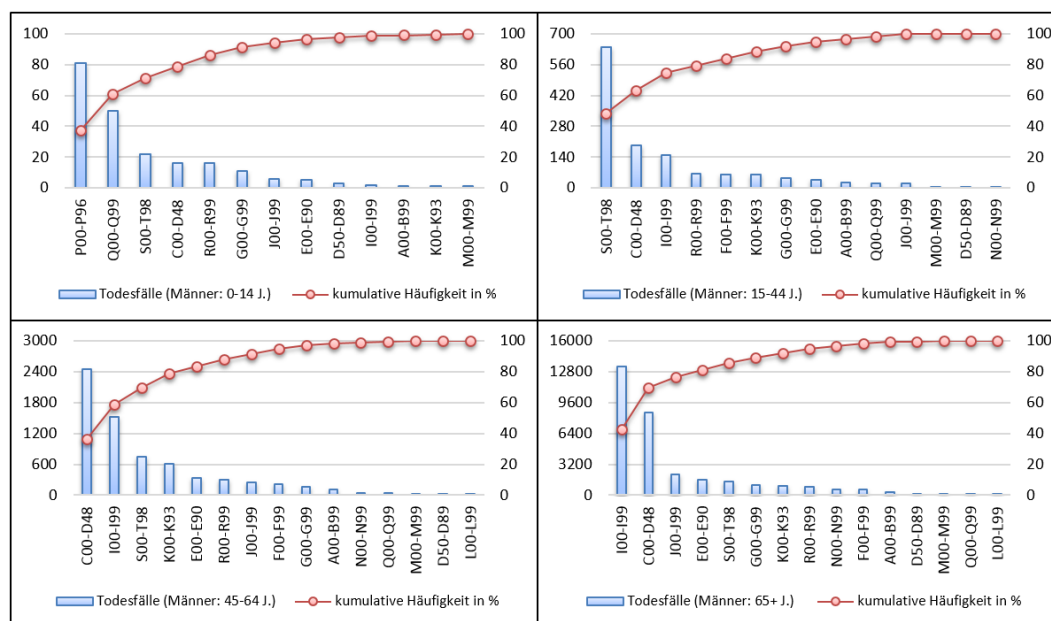 100 80 60 40 20 0
100 80 60 40 20 0
P00-P96 Q00-Q99 S00-T98 C00-D48 R00-R99 G00-G99 J00-J99 E00-E90 D50-D89 I00-I99 A00-B99 K00-K93 M00-M99
Todesfälle (Männer: 0-14 J.) kumulative Häufigkeit in %
700 560 420 280 140 0
100 80 60 40 20 0
S00-T98 C00-D48 I00-I99 R00-R99 F00-F99 K00-K93 G00-G99 E00-E90 A00-B99 Q00-Q99 J00-J99 M00-M99 D50-D89 N00-N99
Todesfälle (Männer: 15-44 J.) kumulative Häufigkeit in %
3000 2400 1800 1200 600 0
100 80 60 40 20 0
C00-D48 I00-I99 S00-T98 K00-K93 E00-E90 R00-R99 J00-J99 F00-F99 G00-G99 A00-B99 N00-N99 Q00-Q99 M00-M99 D50-D89 L00-L99
Todesfälle (Männer: 45-64 J.) kumulative Häufigkeit in %
16000 12800 9600 6400 3200 0
100 80 60 40 20 0
I00-I99 C00-D48 J00-J99 E00-E90 S00-T98 G00-G99 K00-K93 R00-R99 N00-N99 F00-F99 A00-B99 D50-D89 M00-M99 Q00-Q99 L00-L99
Todesfälle (Männer: 65+ J.) kumulative Häufigkeit in %